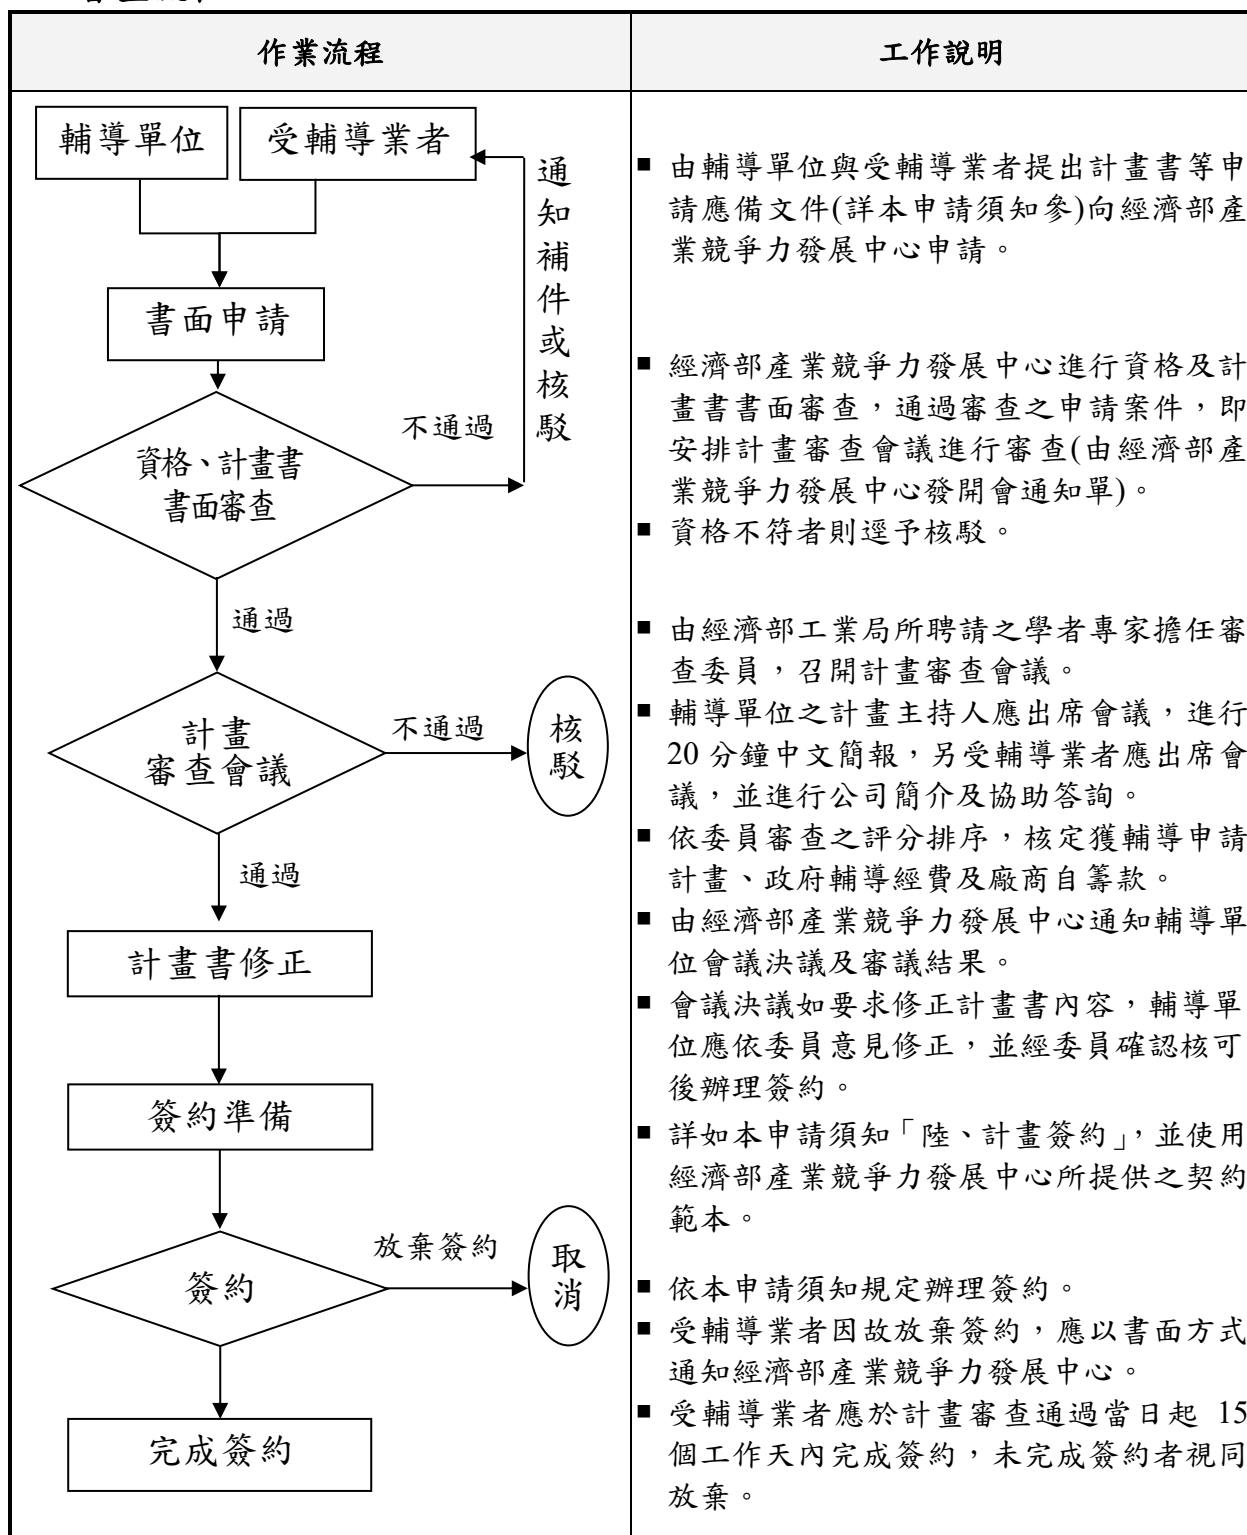 作業流程
工作說明
輔導單位
受輔導業者
通知補件或核駁
書面申請
不通過
資格、計畫書
書面審查
通過
計畫
審查會議
不通過
核駁
通過
計畫書修正
簽約準備
放棄簽約
取消
簽約
完成簽約
■ 由輔導單位與受輔導業者提出計畫書等申
請應備文件(詳本申請須知參)向經濟部產
業競爭力發展中心申請。
■ 經濟部產業競爭力發展中心進行資格及計
畫書書面審查,通過審查之申請案件,即
安排計畫審查會議進行審查(由經濟部產
業競爭力發展中心發開會通知單)。
■ 資格不符者則逕予核駁。
■ 由經濟部工業局所聘請之學者專家擔任審
查委員,召開計畫審查會議。
■ 輔導單位之計畫主持人應出席會議,進行
20 分鐘中文簡報,另受輔導業者應出席會
議,並進行公司簡介及協助答詢。
■ 依委員審查之評分排序,核定獲輔導申請
計畫、政府輔導經費及廠商自籌款。
■ 由經濟部產業競爭力發展中心通知輔導單
位會議決議及審議結果。
■ 會議決議如要求修正計畫書內容,輔導單
位應依委員意見修正,並經委員確認核可
後辦理簽約。
■ 詳如本申請須知「陸、計畫簽約」,並使用
經濟部產業競爭力發展中心所提供之契約
範本。
■ 依本申請須知規定辦理簽約。
■ 受輔導業者因故放棄簽約,應以書面方式
通知經濟部產業競爭力發展中心。
■ 受輔導業者應於計畫審查通過當日起 15
個工作天內完成簽約,未完成簽約者視同
放棄。